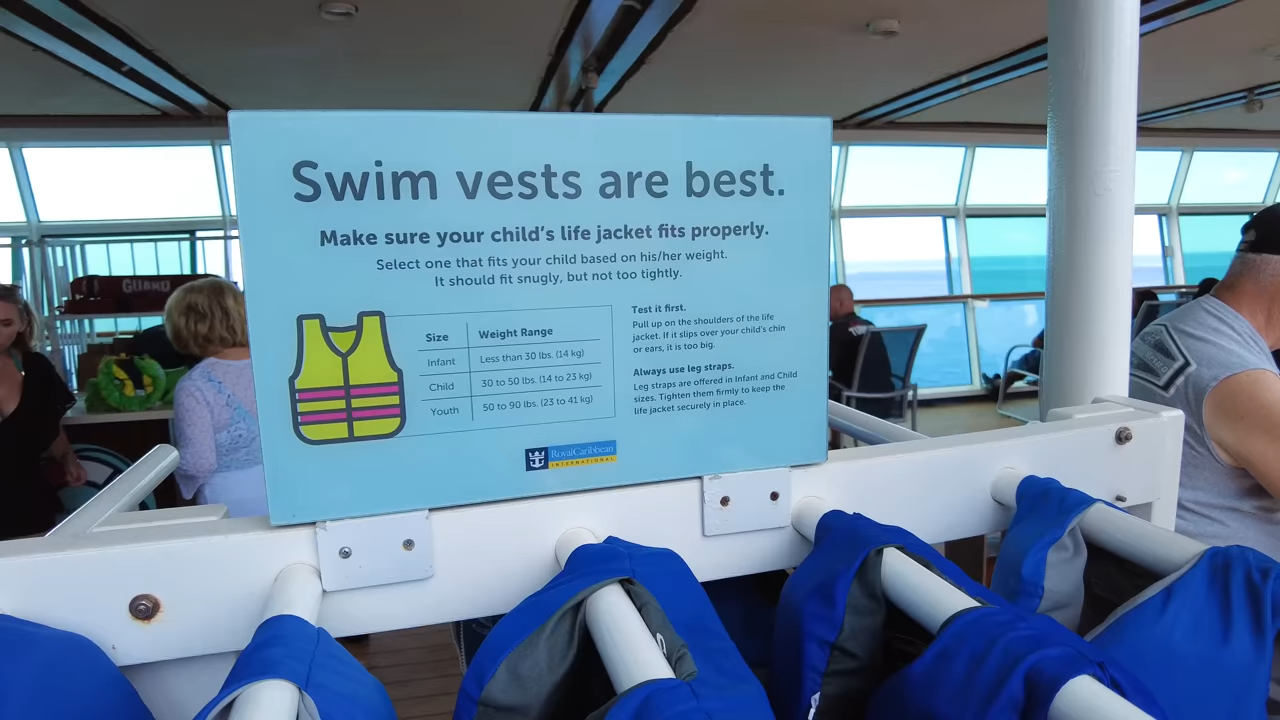 Swim vests are best.
Make sure your child's life jacket fits properly.
Select one that fits your child based on his/her weight.
It should fit snugly, but not too tightly.
Size Weight Range
Infant Less than 30 lbs. (14 kg)
Child 30 to 50 lbs. (14 to 23 kg)
Youth 50 to 90 lbs. (23 to 41 kg)
Test it first.
Pull up on the shoulders of the life
jacket. If it slips over your child's chin
or ears, it is too big.
Always use leg straps.
Leg straps are offered in Infant and Child
sizes. Tighten them firmly to keep the
life jacket securely in place.
RoyalCaribbean
INTERNATIONAL
GUARD